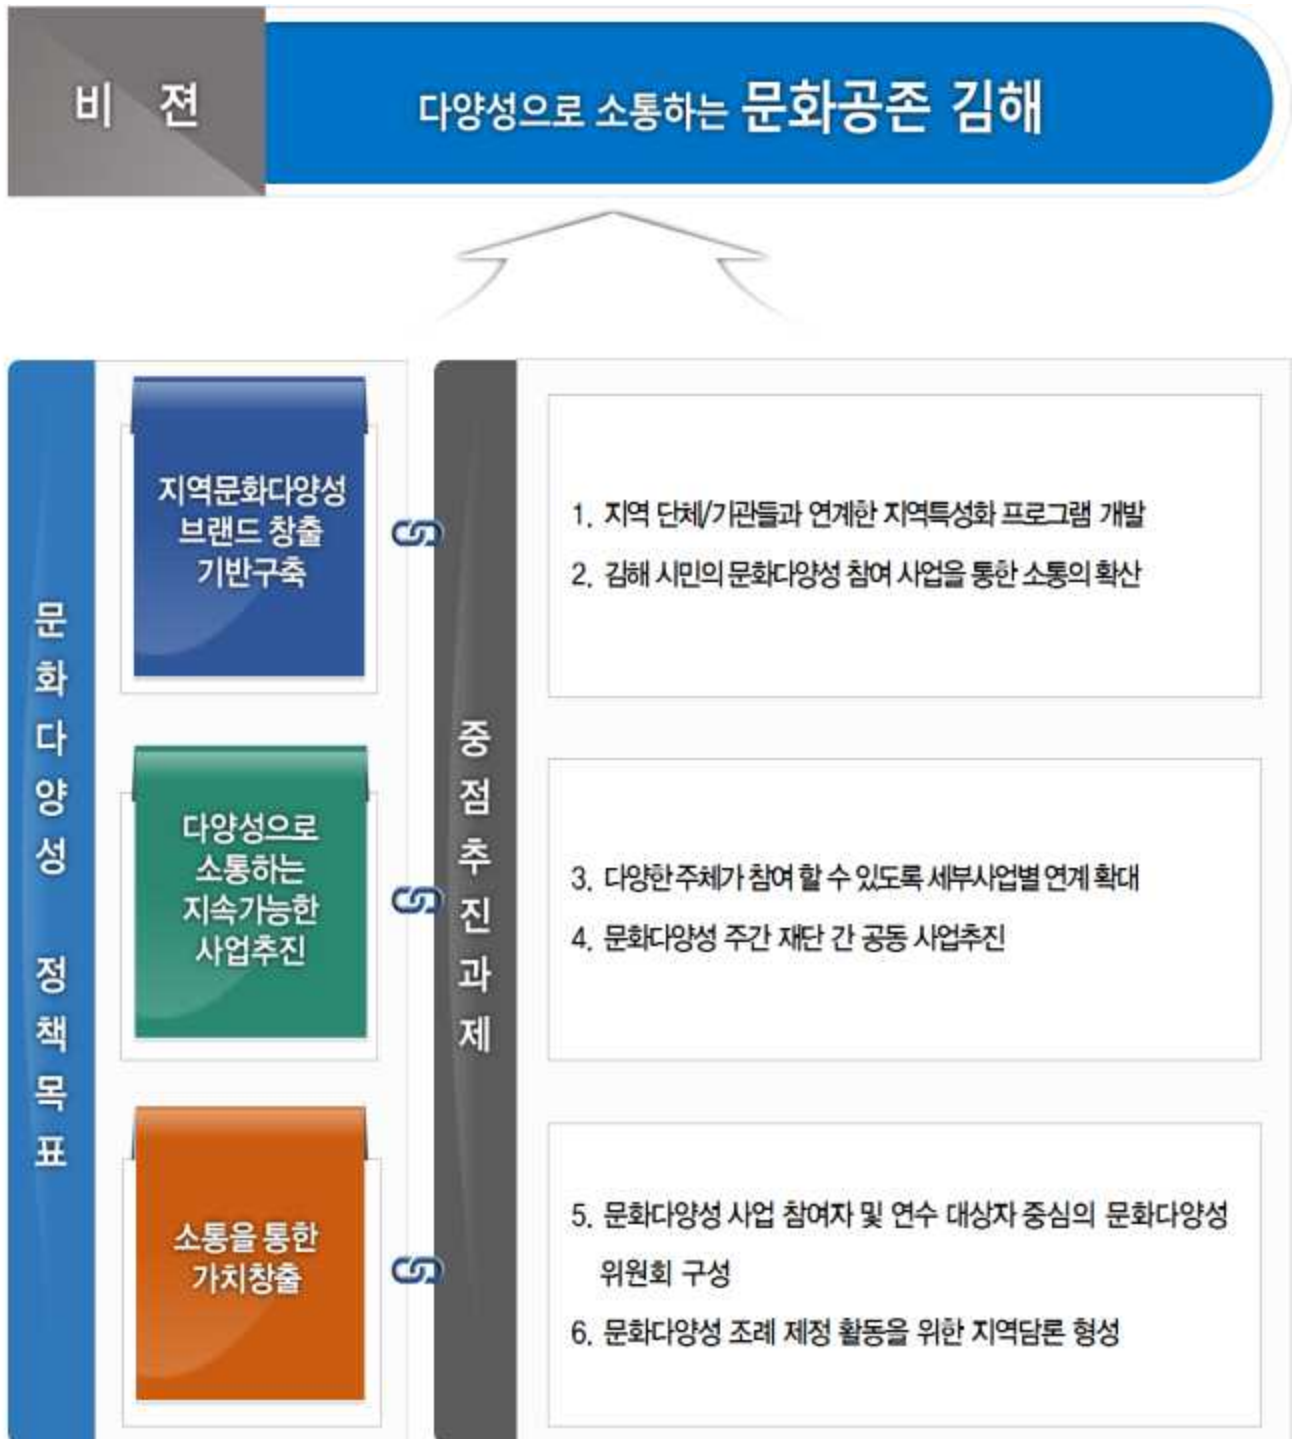 비 젼
다양성으로 소통하는 문화공존 김해
문화다양성 정책목표
지역문화다양성
브랜드 창출
기반구축
다양성으로
소통하는
지속가능한
사업추진
소통을 통한
가치창출
중점추진과제
1. 지역 단체/기관들과 연계한 지역특성화 프로그램 개발
2. 김해 시민의 문화다양성 참여 사업을 통한 소통의 확산
3. 다양한 주체가 참여 할 수 있도록 세부사업별 연계 확대
4. 문화다양성 주간 재단 간 공동 사업추진
5. 문화다양성 사업 참여자 및 연수 대상자 중심의 문화다양성
위원회 구성
6. 문화다양성 조례 제정 활동을 위한 지역담론 형성